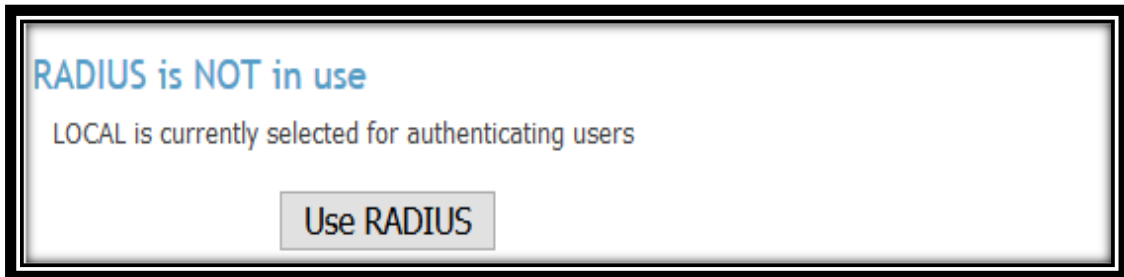 RADIUS is NOT in use
LOCAL is currently selected for authenticating users
Use RADIUS